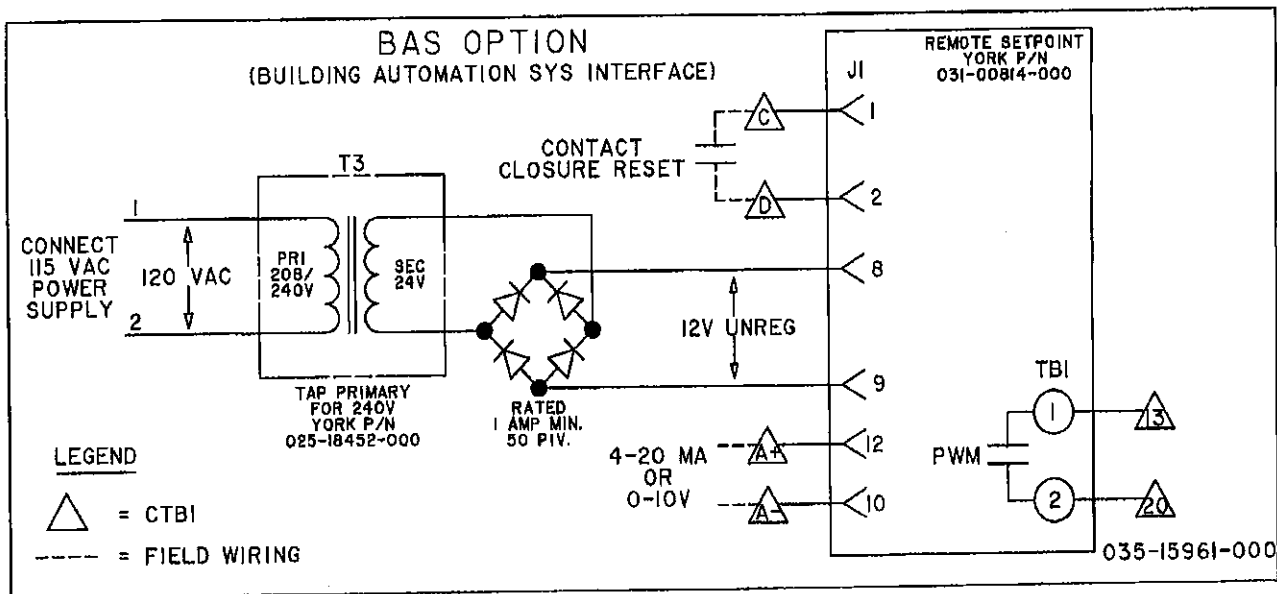 BAS OPTION
(BUILDING AUTOMATION SYS INTERFACE)
REMOTE SETPOINT
YORK P/N
031-00814-000
J1
C
1
CONTACT
CLOSURE RESET
D
2
T3
1
CONNECT
115 VAC
POWER
SUPPLY
120 VAC
2
PRI
208/
240V
SEC
24V
8
12V UNREG
9
TAP PRIMARY
FOR 240V
YORK P/N
025-18452-000
RATED
1 AMP MIN.
50 PIV.
4-20 MA
OR
0-10V
A+
12
A-
10
TB1
1
13
PWM
2
20
LEGEND
= CTB1
= FIELD WIRING
035-15961-000